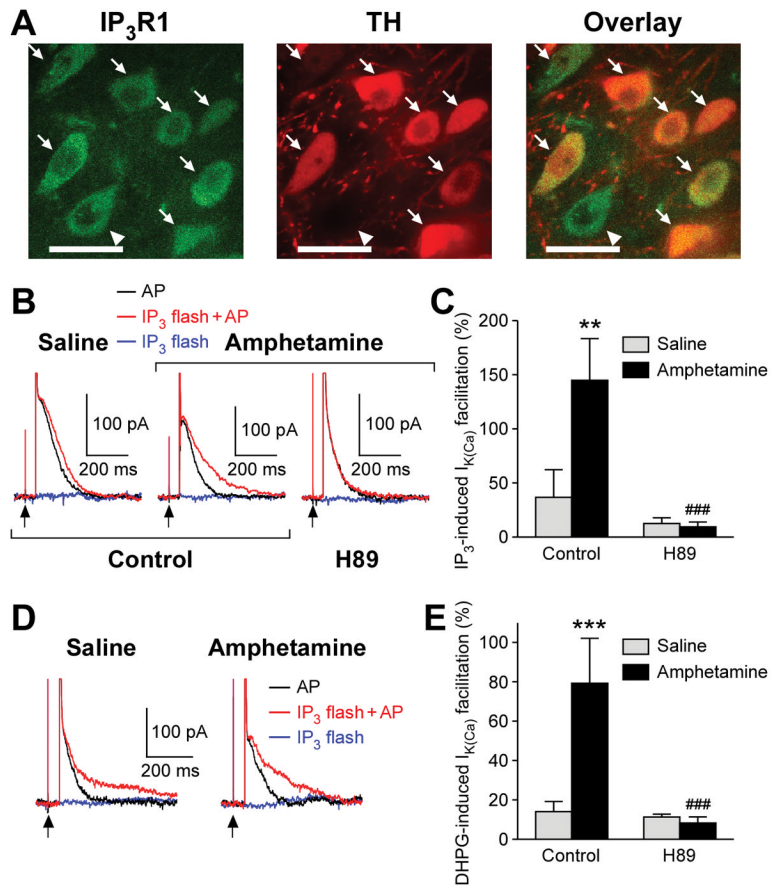 A
IP3R1
TH
Overlay
B
AP
IP3 flash + AP
IP3 flash
Saline
Amphetamine
100 pA
200 ms
100 pA
200 ms
100 pA
200 ms
Control
H89
C
IP3-induced IK(Ca) facilitation (%)
200
150
100
50
0
**
###
Saline
Amphetamine
Control
H89
D
Saline
Amphetamine
AP
IP3 flash + AP
IP3 flash
100 pA
200 ms
E
DHPG-induced IK(Ca) facilitation (%)
100
80
60
40
20
0
***
###
Saline
Amphetamine
Control
H89